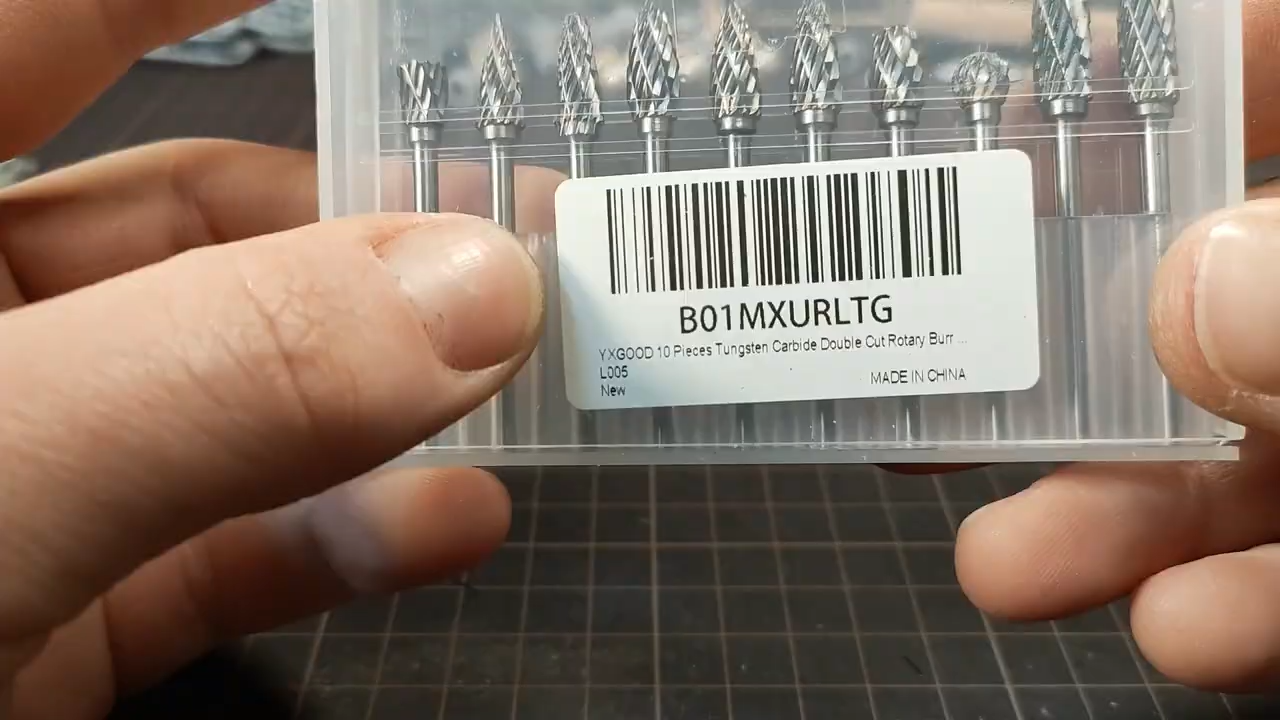 B01MXURLTG
YXGOOD 10 Pieces Tungsten Carbide Double Cut Rotary Burr ...
L005
New
MADE IN CHINA